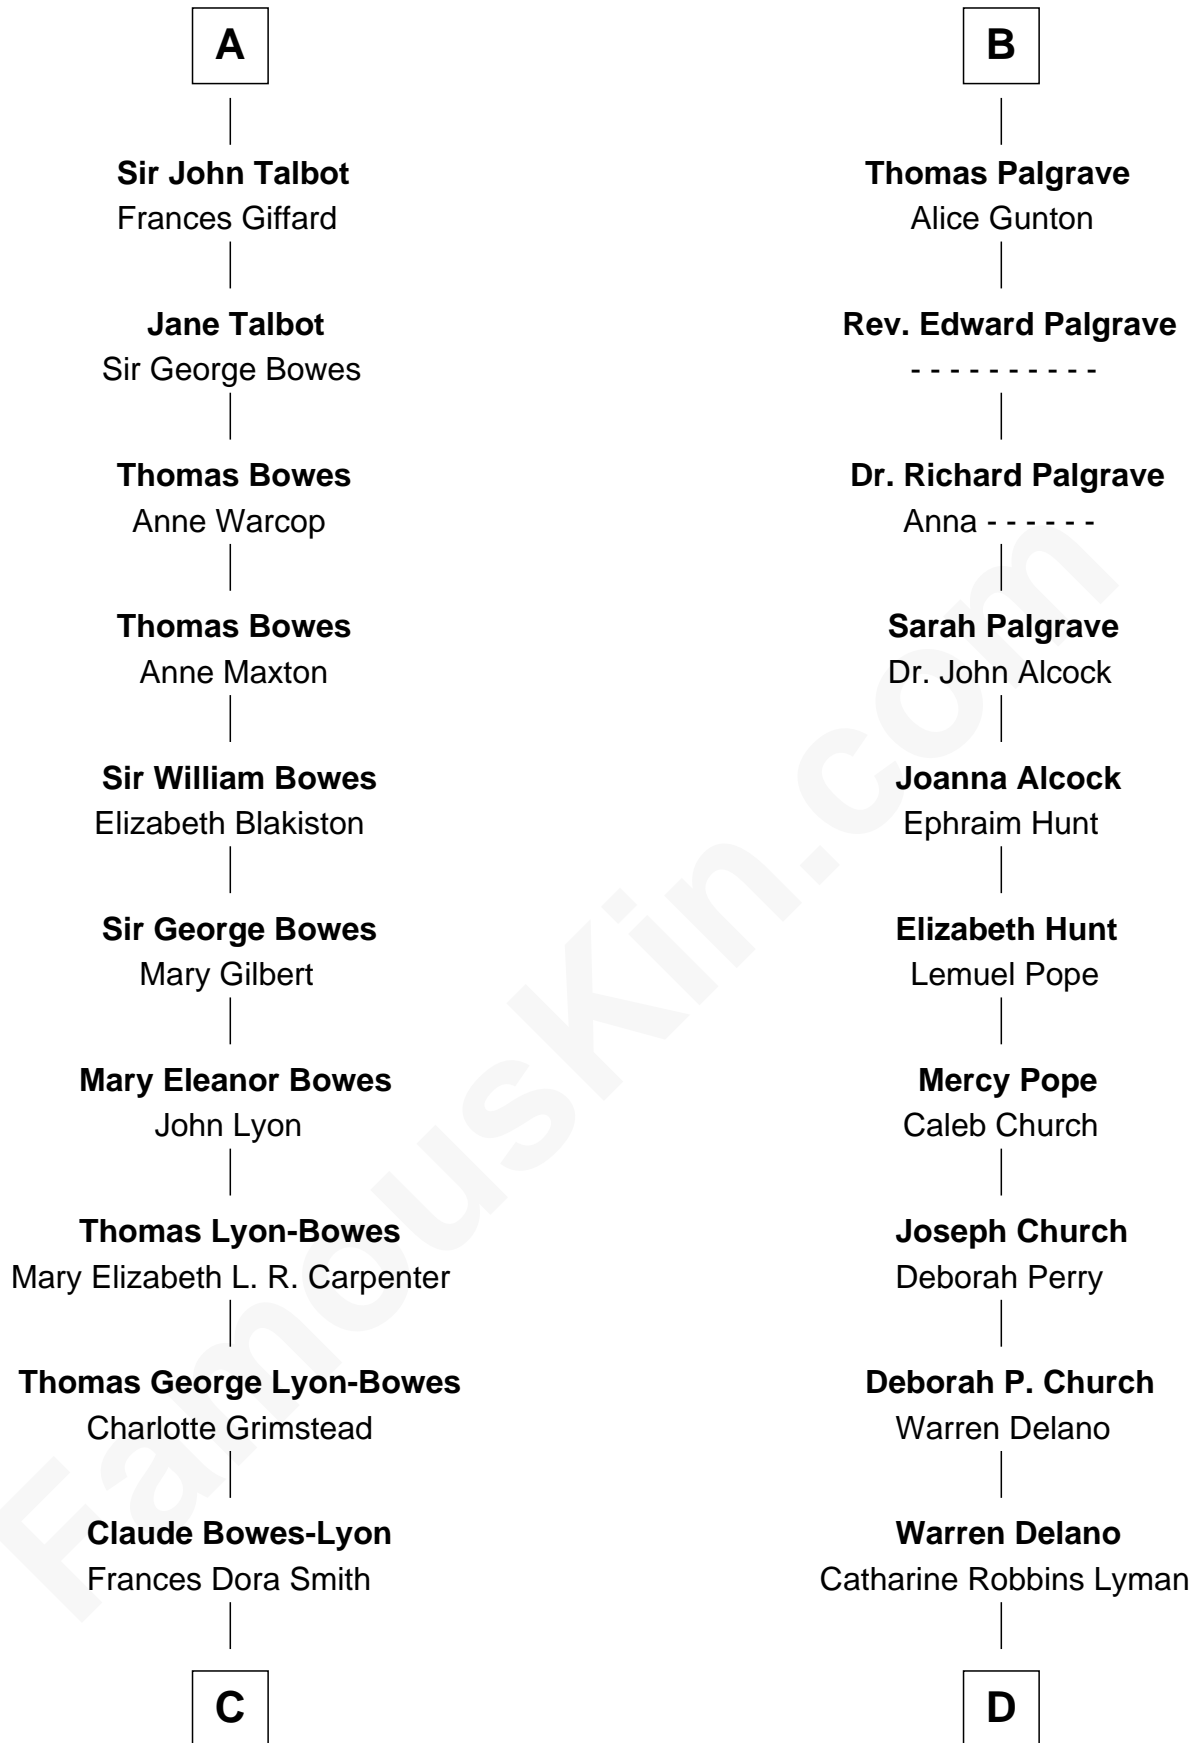 A
Sir John Talbot
Frances Giffard
Jane Talbot
Sir George Bowes
Thomas Bowes
Anne Warcop
Thomas Bowes
Anne Maxton
Sir William Bowes
Elizabeth Blakiston
Sir George Bowes
Mary Gilbert
Mary Eleanor Bowes
John Lyon
Thomas Lyon-Bowes
Mary Elizabeth L. R. Carpenter
Thomas George Lyon-Bowes
Charlotte Grimstead
Claude Bowes-Lyon
Frances Dora Smith
C
B
Thomas Palgrave
Alice Gunton
Rev. Edward Palgrave
- - - - - - - - - -
Dr. Richard Palgrave
Anna - - - - - -
Sarah Palgrave
Dr. John Alcock
Joanna Alcock
Ephraim Hunt
Elizabeth Hunt
Lemuel Pope
Mercy Pope
Caleb Church
Joseph Church
Deborah Perry
Deborah P. Church
Warren Delano
Warren Delano
Catharine Robbins Lyman
D
FamousKin.com